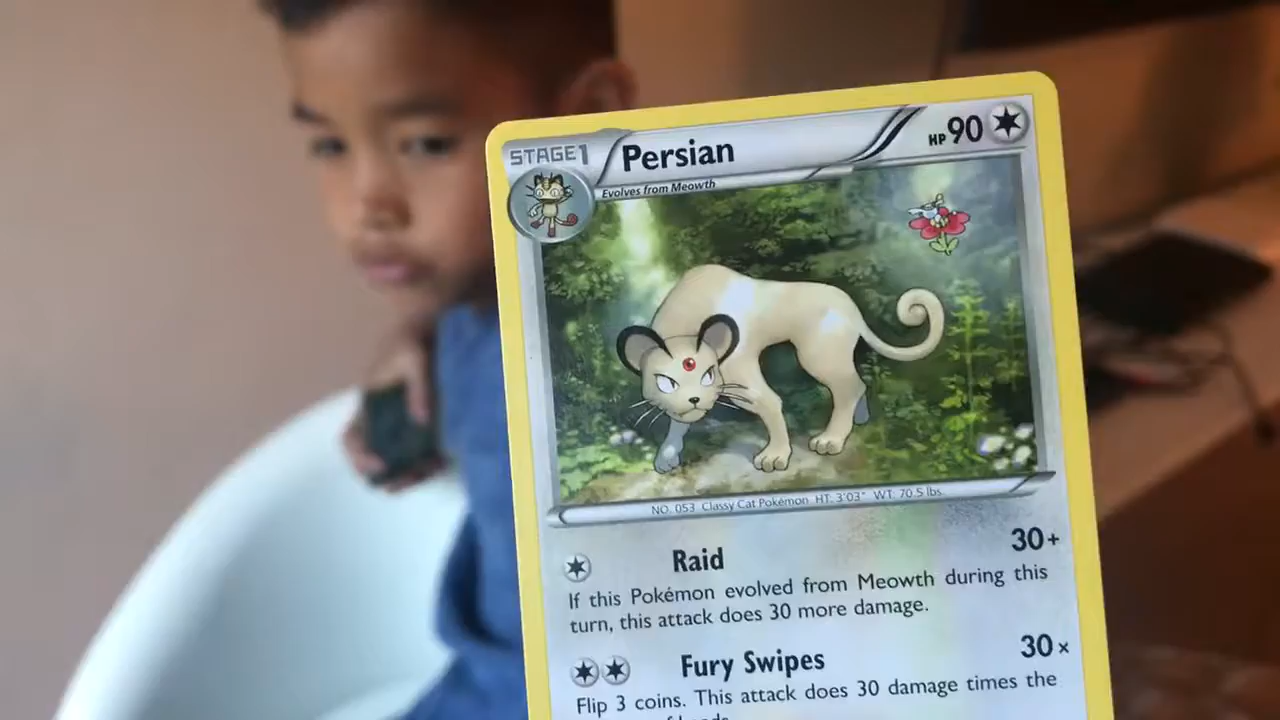 STAGE1 Persian HP 90
Evolves from Meowth
NO. 053 Classy Cat Pokémon HT: 3'03" WT: 70.5 lbs.
Raid 30+
If this Pokémon evolved from Meowth during this
turn, this attack does 30 more damage.
Fury Swipes 30×
Flip 3 coins. This attack does 30 damage times the